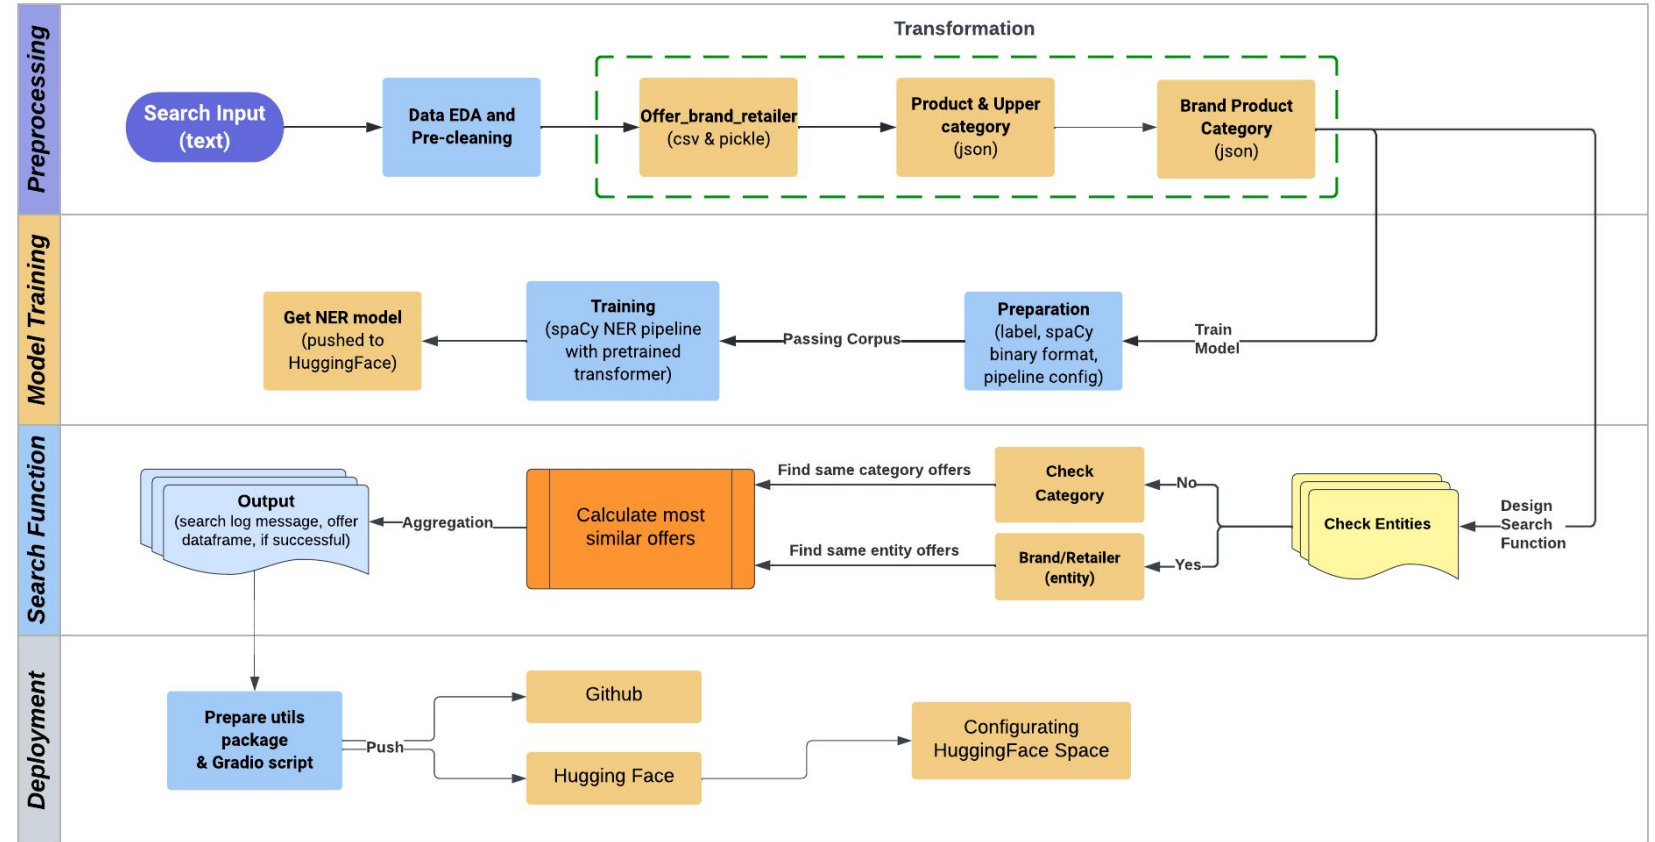 Preprocessing
Transformation
Search Input
(text)
Data EDA and
Pre-cleaning
Offer_brand_retailer
(csv & pickle)
Product & Upper
category
(json)
Brand Product
Category
(json)
Model Training
Get NER model
(pushed to
HuggingFace)
Training
(spaCy NER pipeline
with pretrained
transformer)
Passing Corpus
Preparation
(label, spaCy
binary format,
pipeline config)
Train
Model
Search Function
Output
(search log message, offer
dataframe, if successful)
Aggregation
Calculate most
similar offers
Find same category offers
Find same entity offers
Check
Category
Brand/Retailer
(entity)
No
Yes
Check Entities
Design
Search
Function
Deployment
Prepare utils
package
& Gradio script
Push
Github
Hugging Face
Configurating
HuggingFace Space